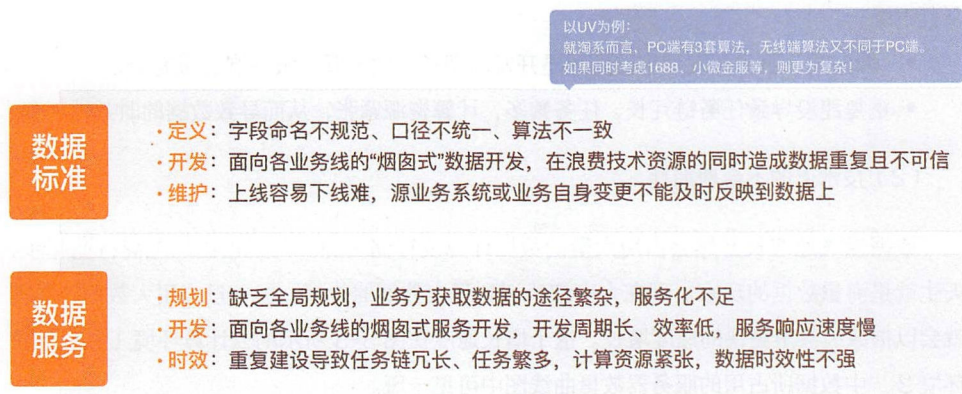 以UV为例：
就淘系而言，PC端有3套算法，无线端算法又不同于PC端。
如果同时考虑1688、小微金服等，则更为复杂！
数据
标准
·定义：字段命名不规范、口径不统一、算法不一致
·开发：面向各业务线的“烟囱式”数据开发，在浪费技术资源的同时造成数据重复且不可信
·维护：上线容易下线难，源业务系统或业务自身变更不能及时反映到数据上
数据
服务
·规划：缺乏全局规划，业务方获取数据的途径繁杂，服务化不足
·开发：面向各业务线的烟囱式服务开发，开发周期长、效率低，服务响应速度慢
·时效：重复建设导致任务链冗长、任务繁多，计算资源紧张，数据时效性不强